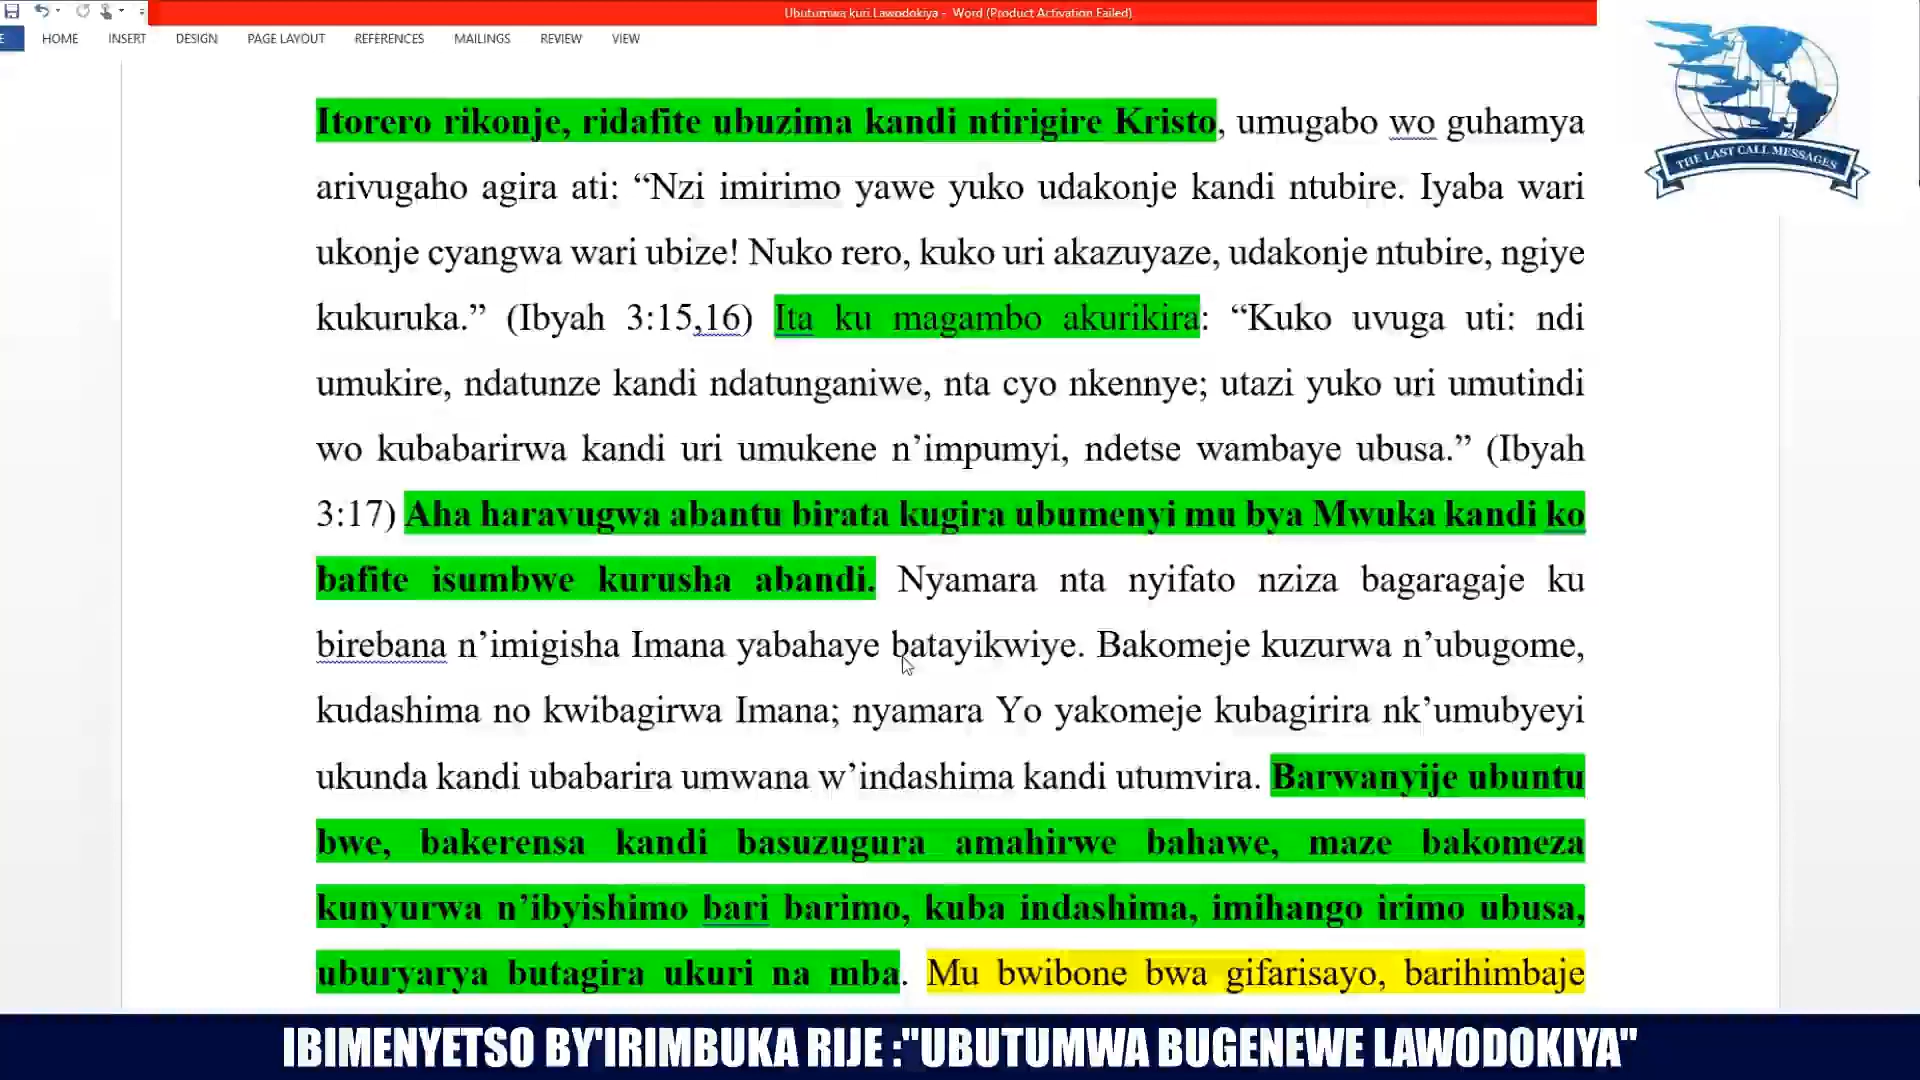 Ubutumwa kuri Lawodokiya - Word (Product Activation Failed)
HOME INSERT DESIGN PAGE LAYOUT REFERENCES MAILINGS REVIEW VIEW
THE LAST CALL MESSAGES
Itorero rikonje, ridafite ubuzima kandi ntirigire Kristo, umugabo wo guhamya
arivugaho agira ati: “Nzi imirimo yawe yuko udakonje kandi ntubire. Iyaba wari
ukonje cyangwa wari ubize! Nuko rero, kuko uri akazuyaze, udakonje ntubire, ngiye
kukuruka.” (Ibyah 3:15,16) Ita ku magambo akurikira: “Kuko uvuga uti: ndi
umukire, ndatunze kandi ndatunganiwe, nta cyo nkennye; utazi yuko uri umutindi
wo kubabarirwa kandi uri umukene n’impumyi, ndetse wambaye ubusa.” (Ibyah
3:17) Aha haravugwa abantu birata kugira ubumenyi mu bya Mwuka kandi ko
bafite isumbwe kurusha abandi. Nyamara nta nyifato nziza bagaragaje ku
birebana n’imigisha Imana yabahaye batayikwiye. Bakomeje kuzurwa n’ubugome,
kudashima no kwibagirwa Imana; nyamara Yo yakomeje kubagirira nk’umubyeyi
ukunda kandi ubabarira umwana w’indashima kandi utumvira. Barwanyije ubuntu
bwe, bakerensa kandi basuzugura amahirwe bahawe, maze bakomeza
kunyurwa n’ibyishimo bari barimo, kuba indashima, imihango irimo ubusa,
uburyarya butagira ukuri na mba. Mu bwibone bwa gifarisayo, barihimbaje
IBIMENYETSO BY'IRIMBUKA RIJE :"UBUTUMWA BUGENEWE LAWODOKIYA"